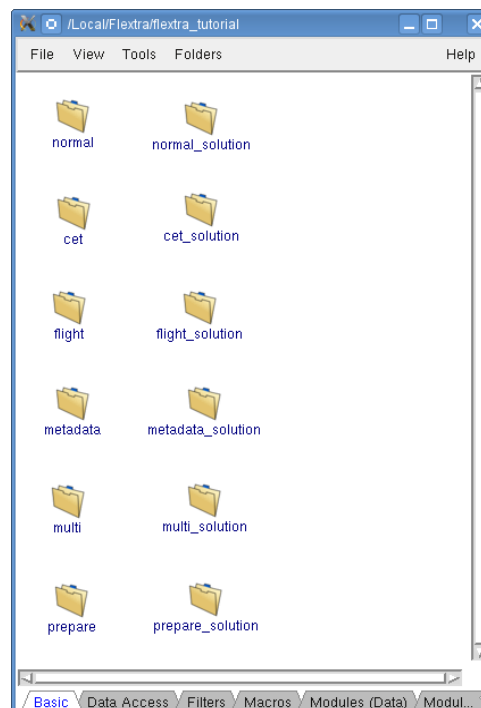 /Local/Flextra/flextra_tutorial
File View Tools Folders Help
normal normal_solution
cet cet_solution
flight flight_solution
metadata metadata_solution
multi multi_solution
prepare prepare_solution
Basic Data Access Filters Macros Modules (Data) Modul...